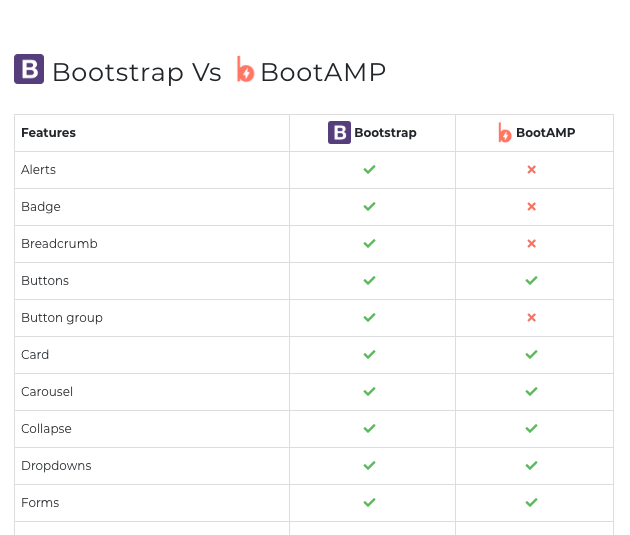 B Bootstrap Vs BootAMP
Features B Bootstrap BootAMP
Alerts
Badge
Breadcrumb
Buttons
Button group
Card
Carousel
Collapse
Dropdowns
Forms